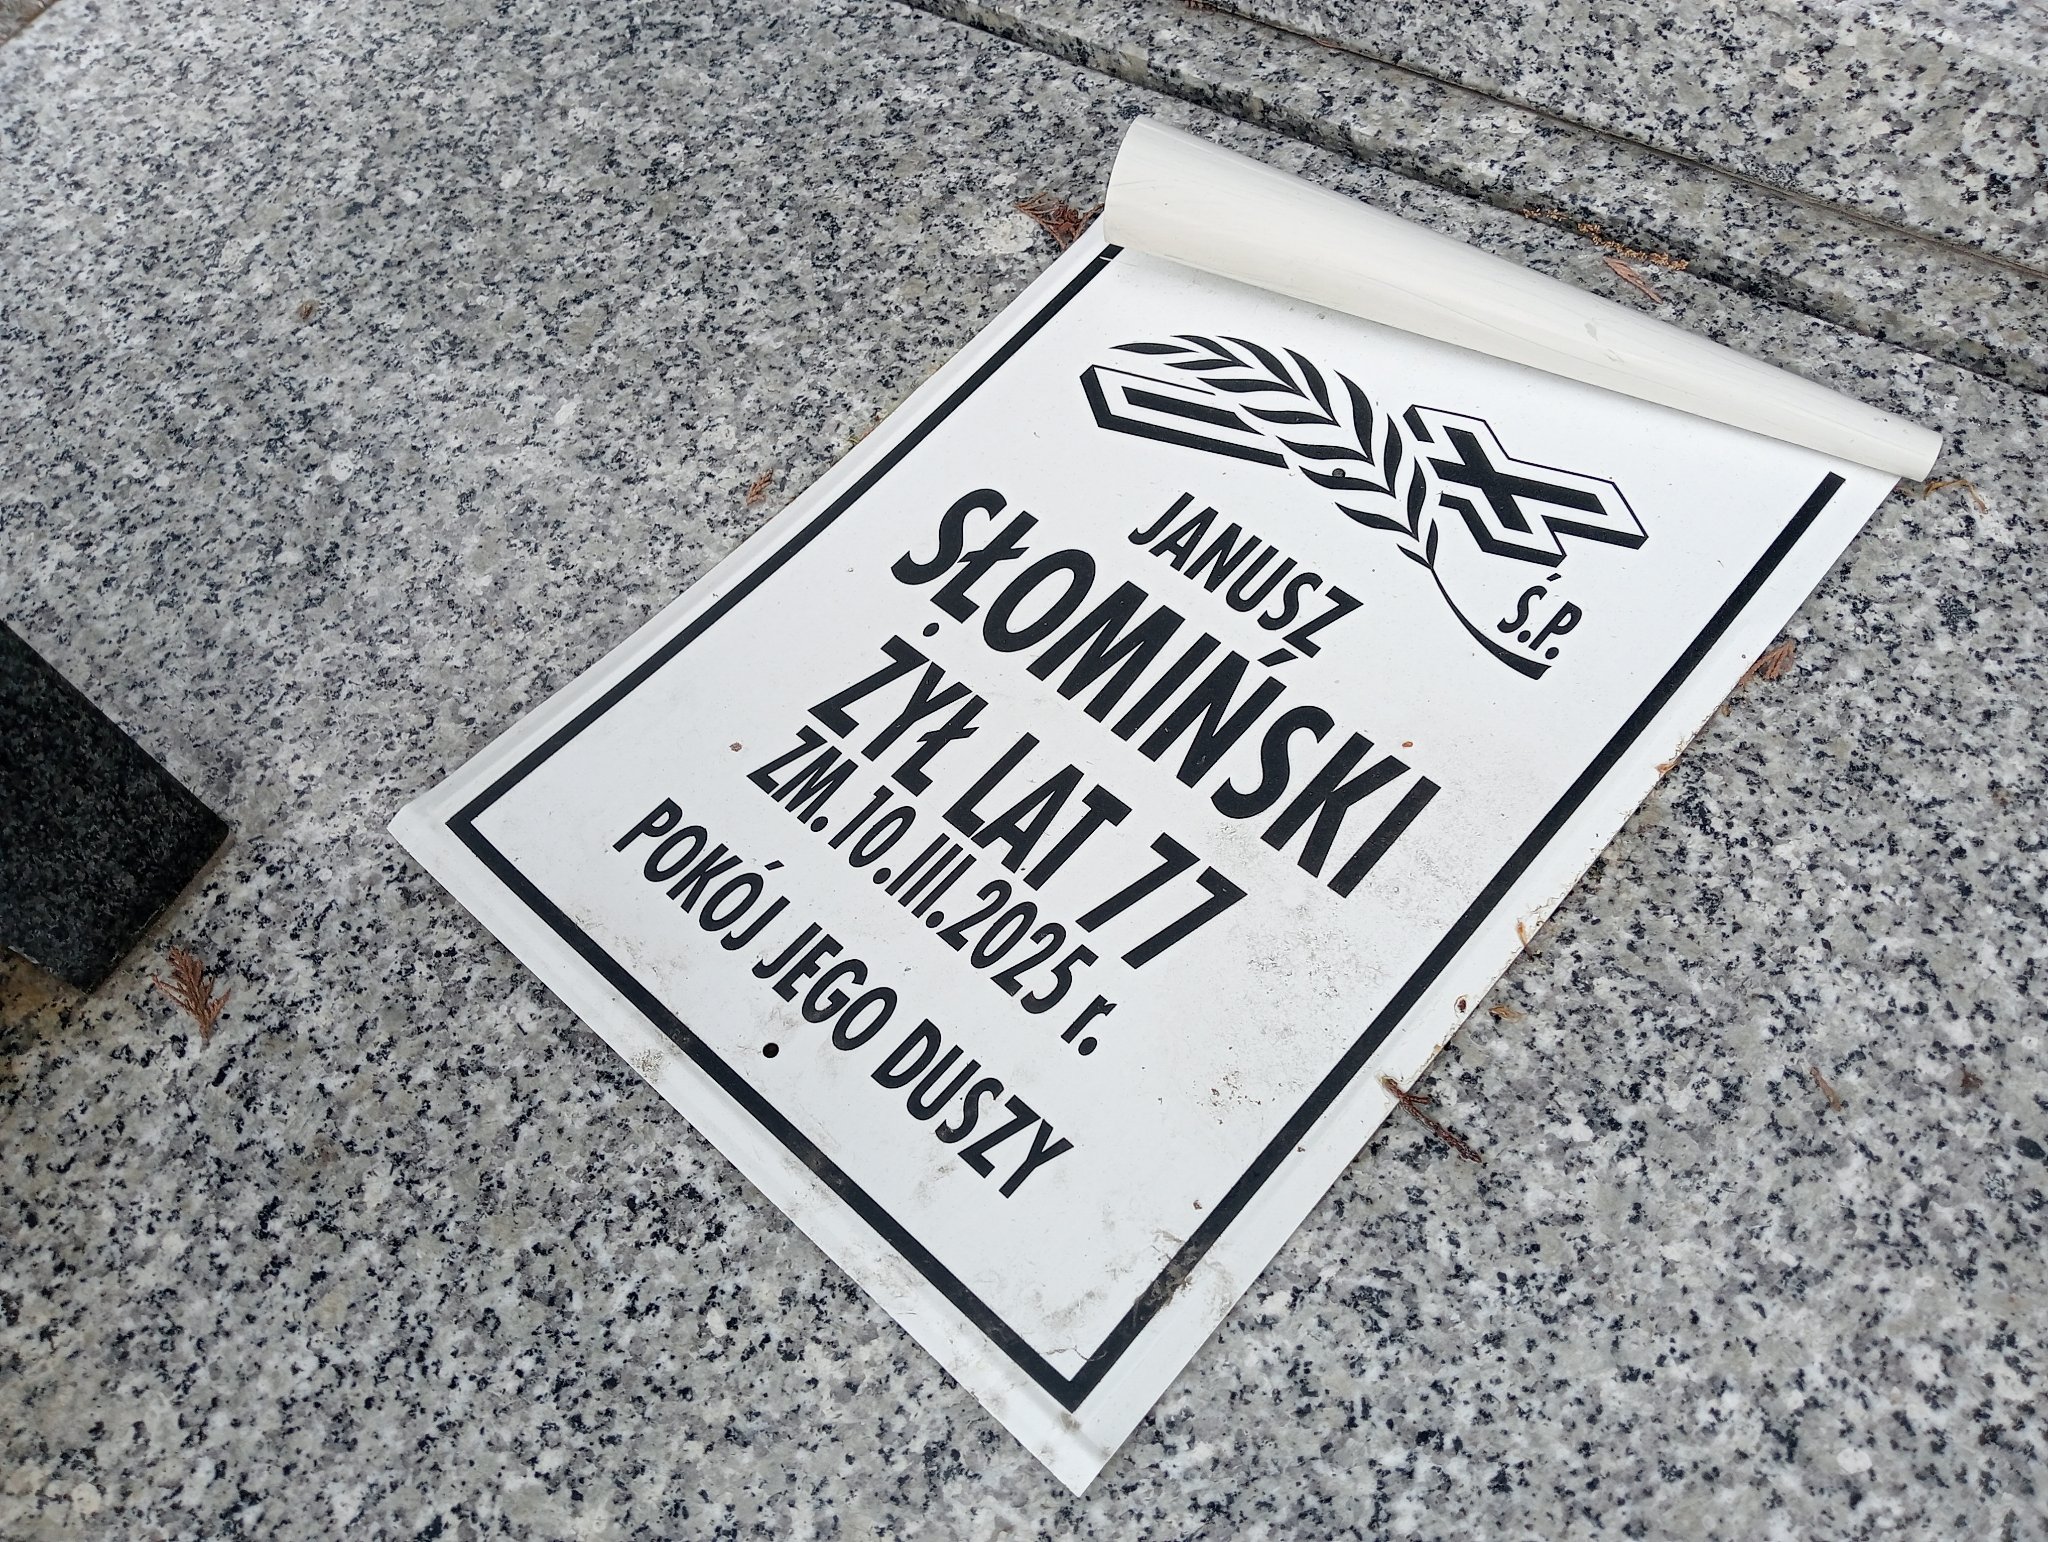 Ś.P.
JANUSZ
SŁOMIŃSKI
ŻYŁ LAT 77
ZM. 10.III.2025 r.
POKÓJ JEGO DUSZY